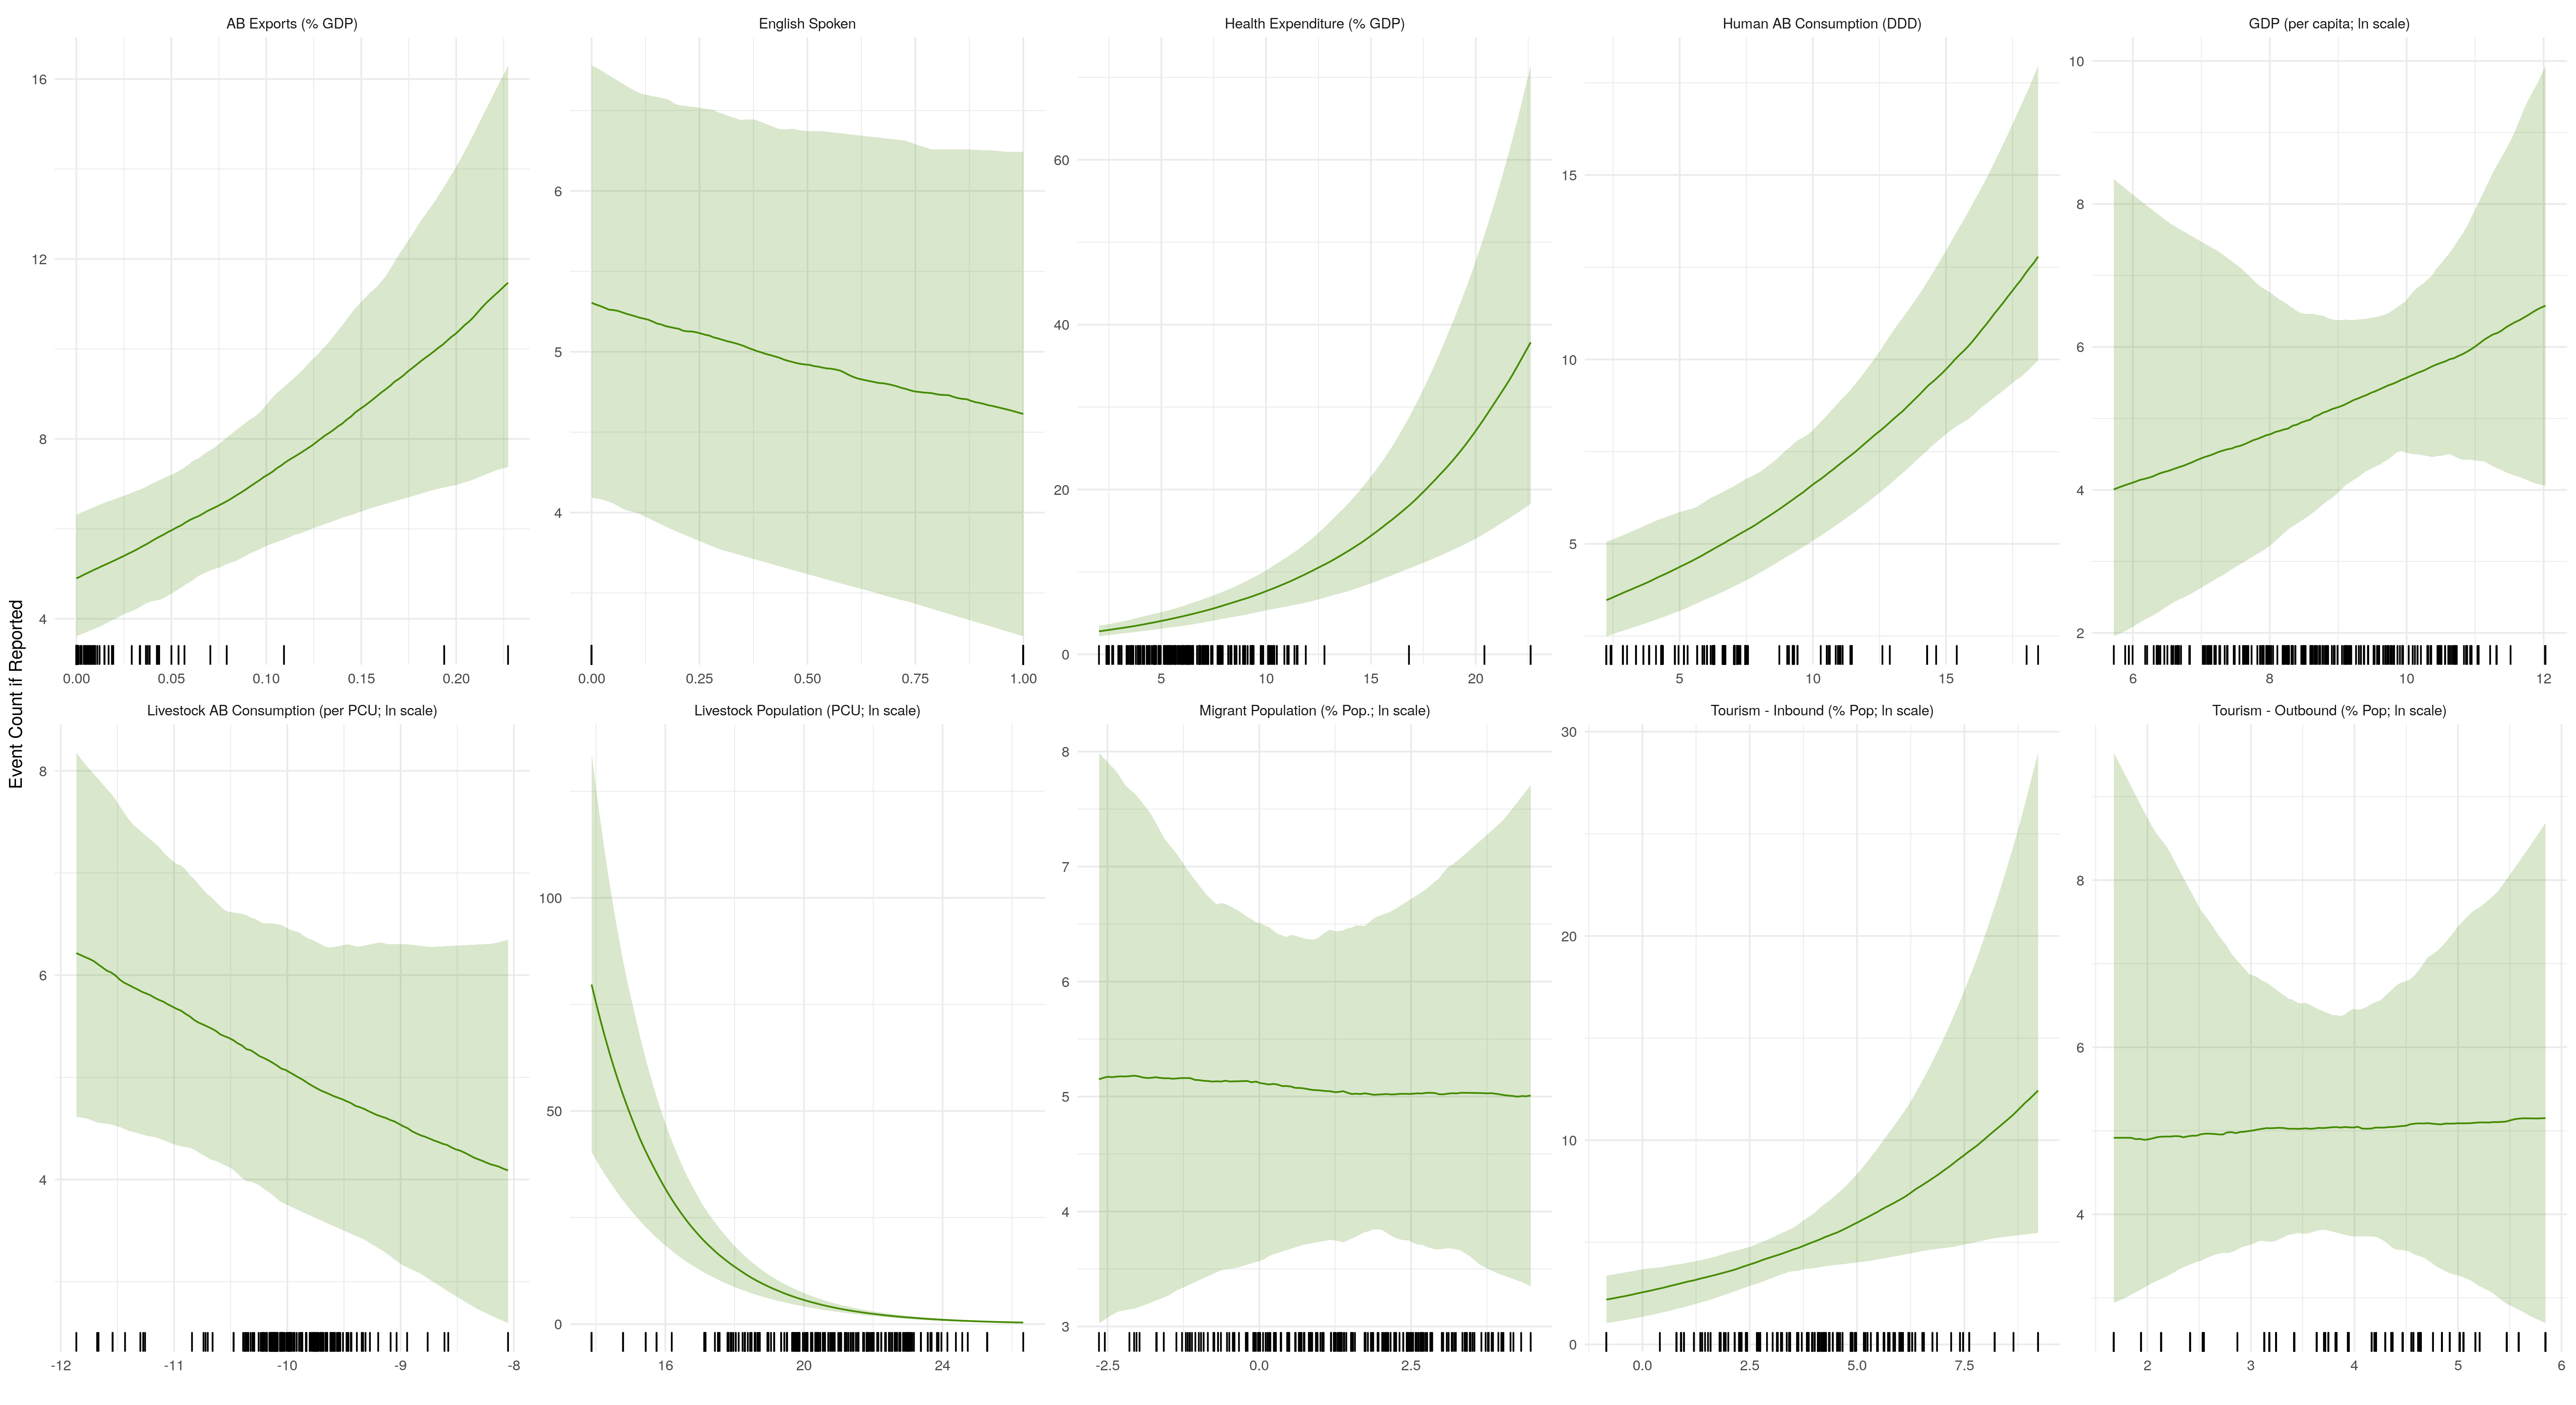 AB Exports (% GDP)
English Spoken
Health Expenditure (% GDP)
Human AB Consumption (DDD)
GDP (per capita; ln scale)
16
12
8
4
0.00 0.05 0.10 0.15 0.20
6
5
4
0.00 0.25 0.50 0.75 1.00
60
40
20
0
5 10 15 20
15
10
5
5 10 15
10
8
6
4
2
6 8 10 12
Event Count if Reported
Livestock AB Consumption (per PCU; ln scale)
Livestock Population (PCU; ln scale)
Migrant Population (% Pop.; ln scale)
Tourism - Inbound (% Pop; ln scale)
Tourism - Outbound (% Pop; ln scale)
8
6
4
-12 -11 -10 -9 -8
100
50
0
16 20 24
8
7
6
5
4
3
-2.5 0.0 2.5
30
20
10
0
0.0 2.5 5.0 7.5
8
6
4
2 3 4 5 6